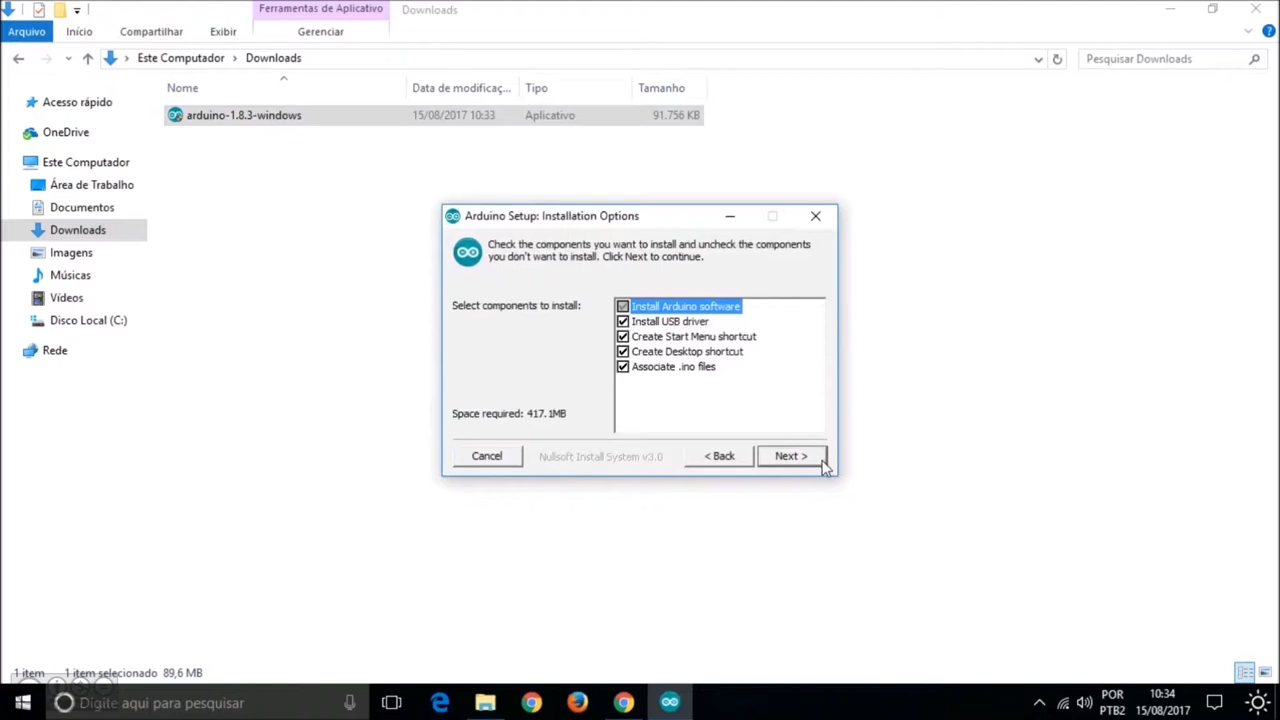 Ferramentas de Aplicativo Downloads
Arquivo Início Compartilhar Exibir Gerenciar
Este Computador Downloads Pesquisar Downloads
Nome Data de modificaç... Tipo Tamanho
arduino-1.8.3-windows 15/08/2017 10:33 Aplicativo 91.756 KB
Acesso rápido
OneDrive
Este Computador
Área de Trabalho
Documentos
Downloads
Imagens
Músicas
Vídeos
Disco Local (C:)
Rede
Arduino Setup: Installation Options
Check the components you want to install and uncheck the components
you don't want to install. Click Next to continue.
Select components to install:
Install Arduino software
Install USB driver
Create Start Menu shortcut
Create Desktop shortcut
Associate .ino files
Space required: 417.1MB
Cancel Nullsoft Install System v3.0 < Back Next >
1 item 1 item selecionado 89,6 MB
Digite aqui para pesquisar
POR 10:34
PTB2 15/08/2017